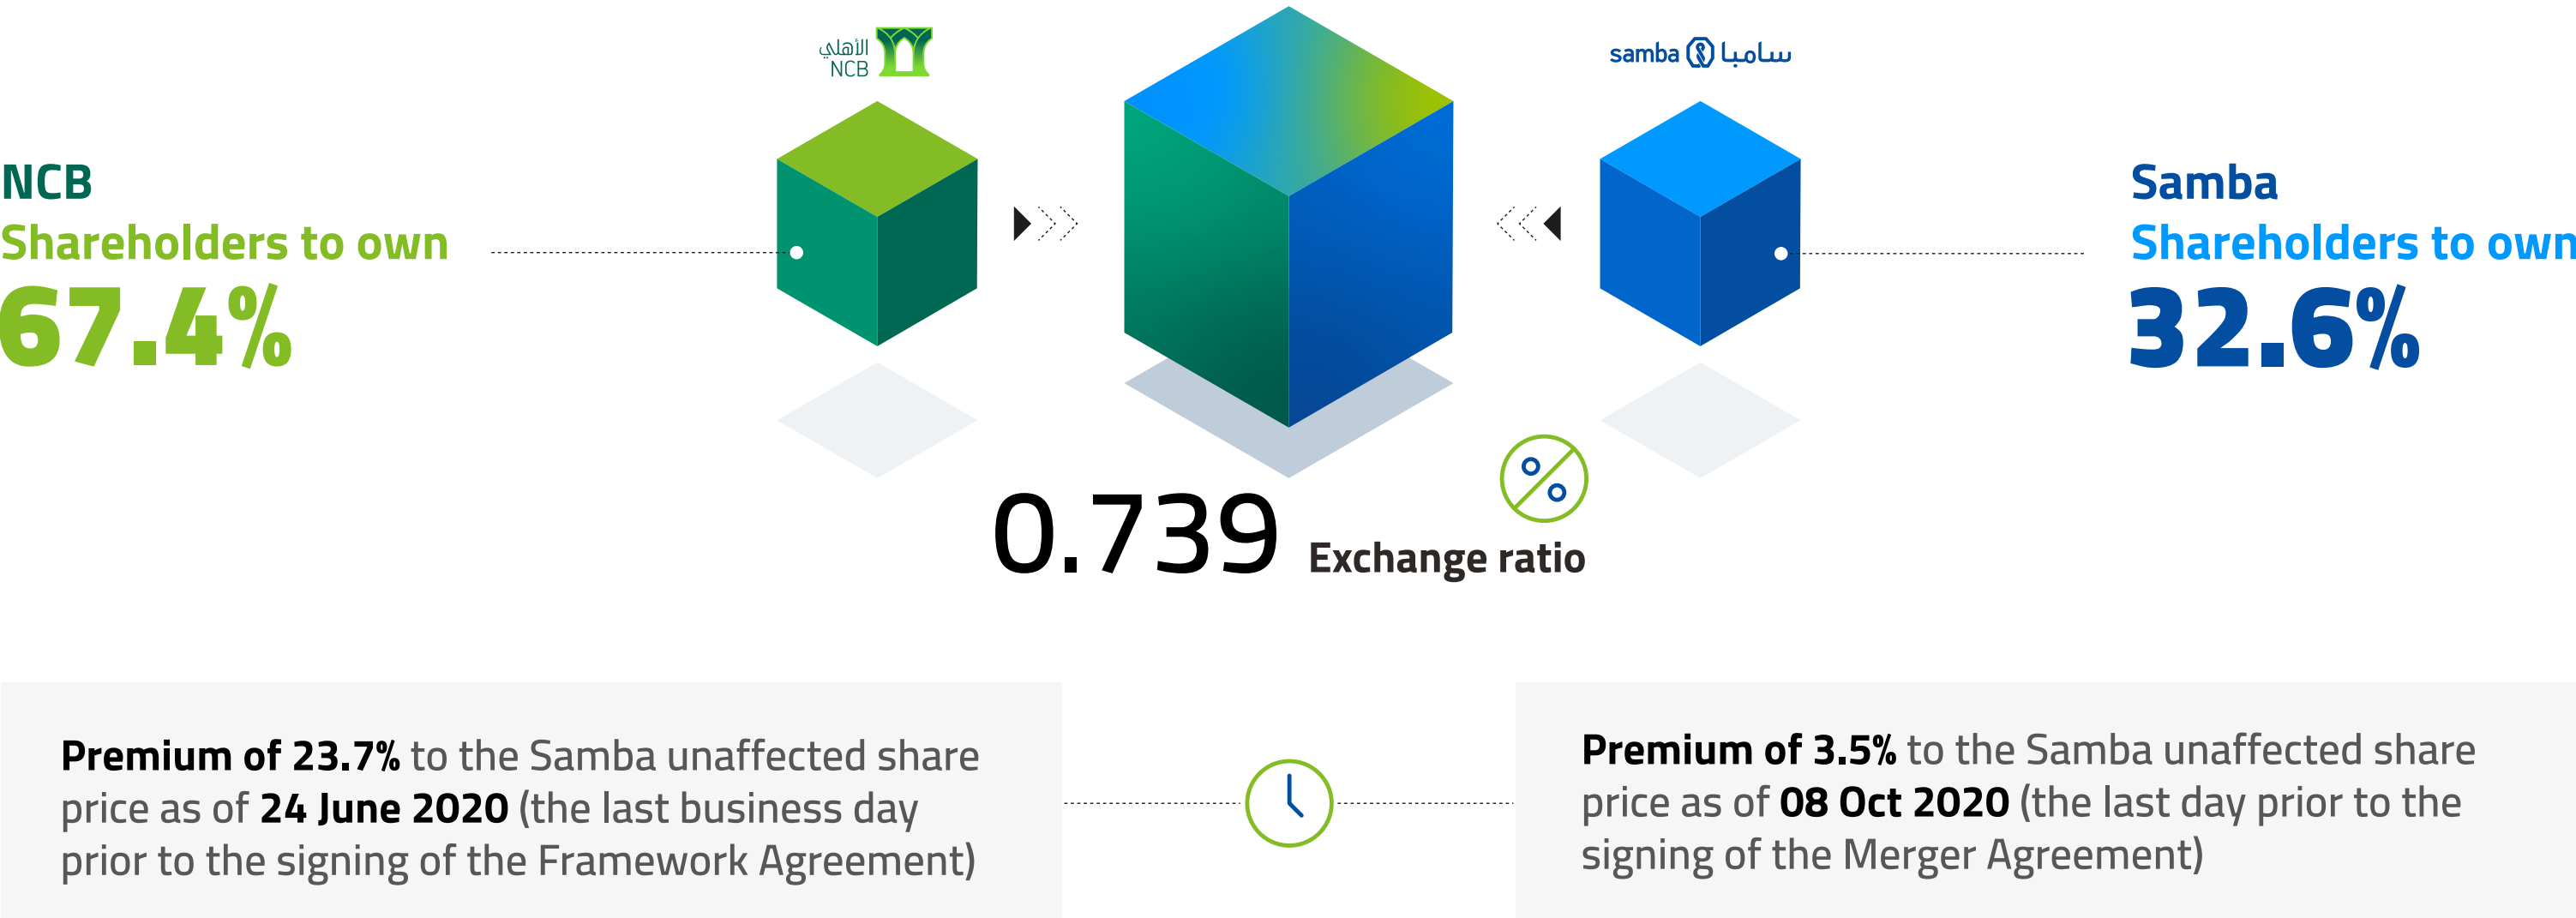 الأهلي
NCB
samba سامبا
NCB
Shareholders to own
67.4%
Samba
Shareholders to own
32.6%
0.739 Exchange ratio
Premium of 23.7% to the Samba unaffected share
price as of 24 June 2020 (the last business day
prior to the signing of the Framework Agreement)
Premium of 3.5% to the Samba unaffected share
price as of 08 Oct 2020 (the last day prior to the
signing of the Merger Agreement)